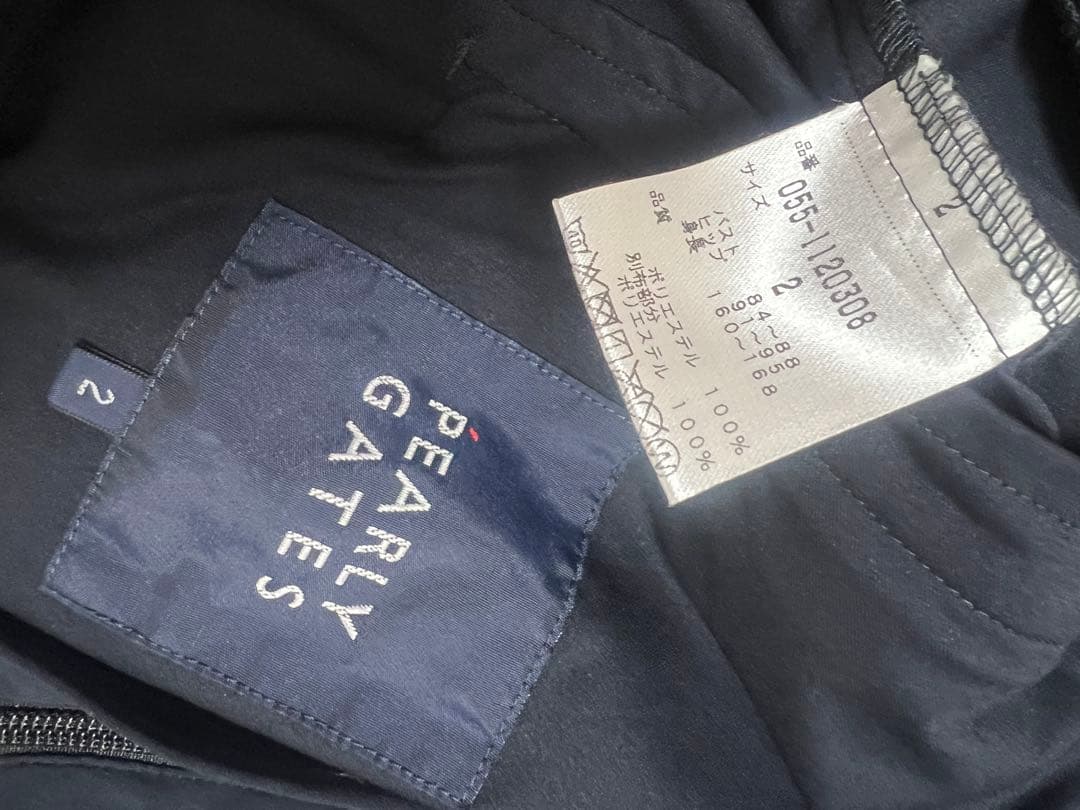 PEARLY
GATES
2
2
品番 055-1120308
サイズ 2
バスト 84~88
ヒップ 91~95
身長 160~168
品質
ポリエステル 100%
別布部分
ポリエステル 100%